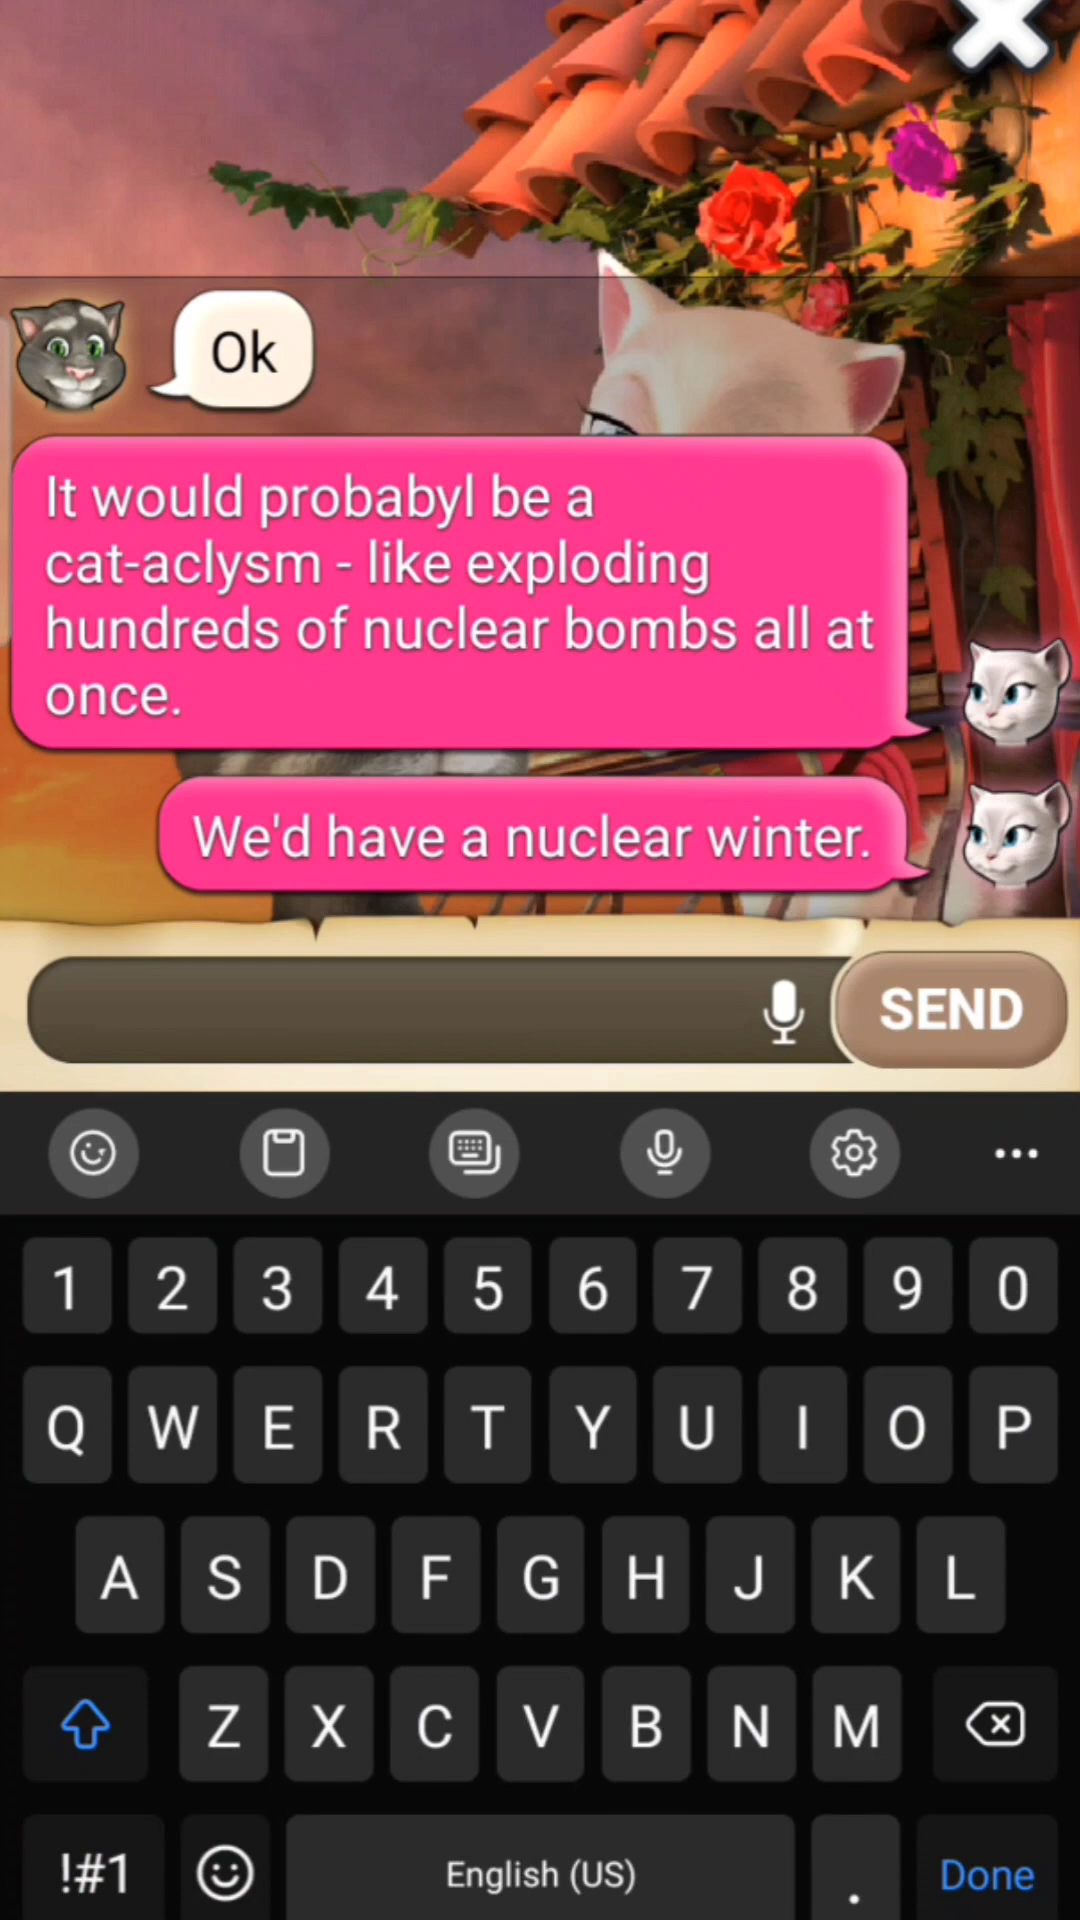 Ok
It would probabyl be a
cat-aclysm - like exploding
hundreds of nuclear bombs all at
once.
We'd have a nuclear winter.
SEND
1 2 3 4 5 6 7 8 9 0
Q W E R T Y U I O P
A S D F G H J K L
Z X C V B N M
!#1 English (US) . Done